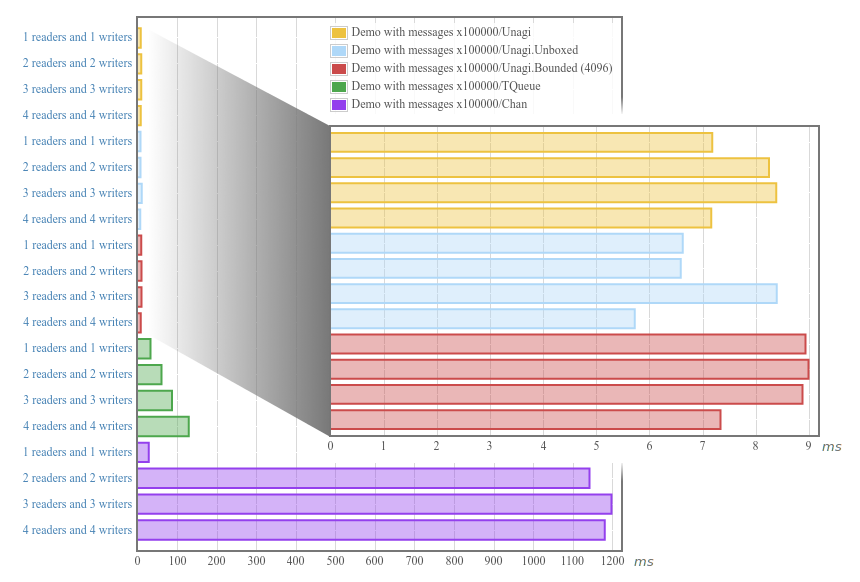 1 readers and 1 writers
2 readers and 2 writers
3 readers and 3 writers
4 readers and 4 writers
1 readers and 1 writers
2 readers and 2 writers
3 readers and 3 writers
4 readers and 4 writers
1 readers and 1 writers
2 readers and 2 writers
3 readers and 3 writers
4 readers and 4 writers
1 readers and 1 writers
2 readers and 2 writers
3 readers and 3 writers
4 readers and 4 writers
1 readers and 1 writers
2 readers and 2 writers
3 readers and 3 writers
4 readers and 4 writers
Demo with messages x100000/Unagi
Demo with messages x100000/Unagi.Unboxed
Demo with messages x100000/Unagi.Bounded (4096)
Demo with messages x100000/TQueue
Demo with messages x100000/Chan
0 1 2 3 4 5 6 7 8 9 ms
0 100 200 300 400 500 600 700 800 900 1000 1100 1200 ms